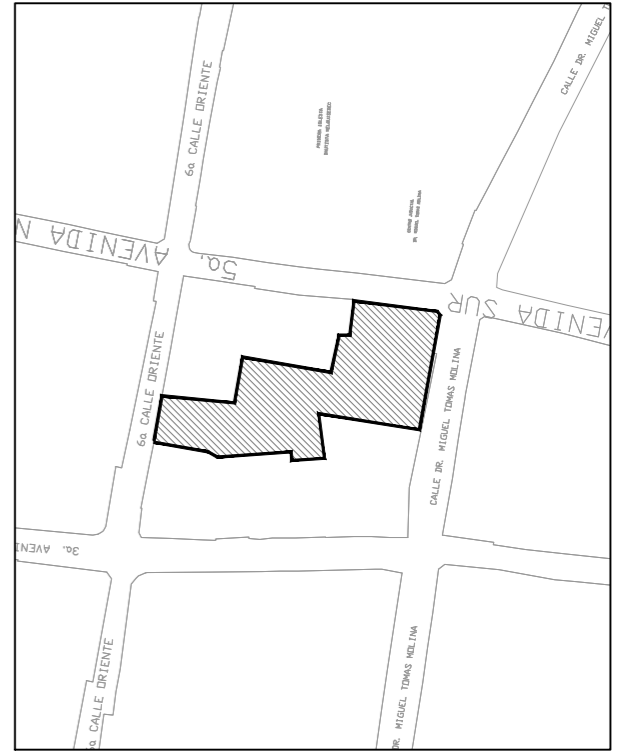 CALLE DR. MIGUEL T
6a CALLE ORIENTE
5a. AVENIDA N
ENIDA SUR
6a CALLE ORIENTE
CALLE DR. MIGUEL TOMAS MOLINA
3a. AVENI
6a CALLE ORIENTE
DR. MIGUEL TOMAS MOLINA